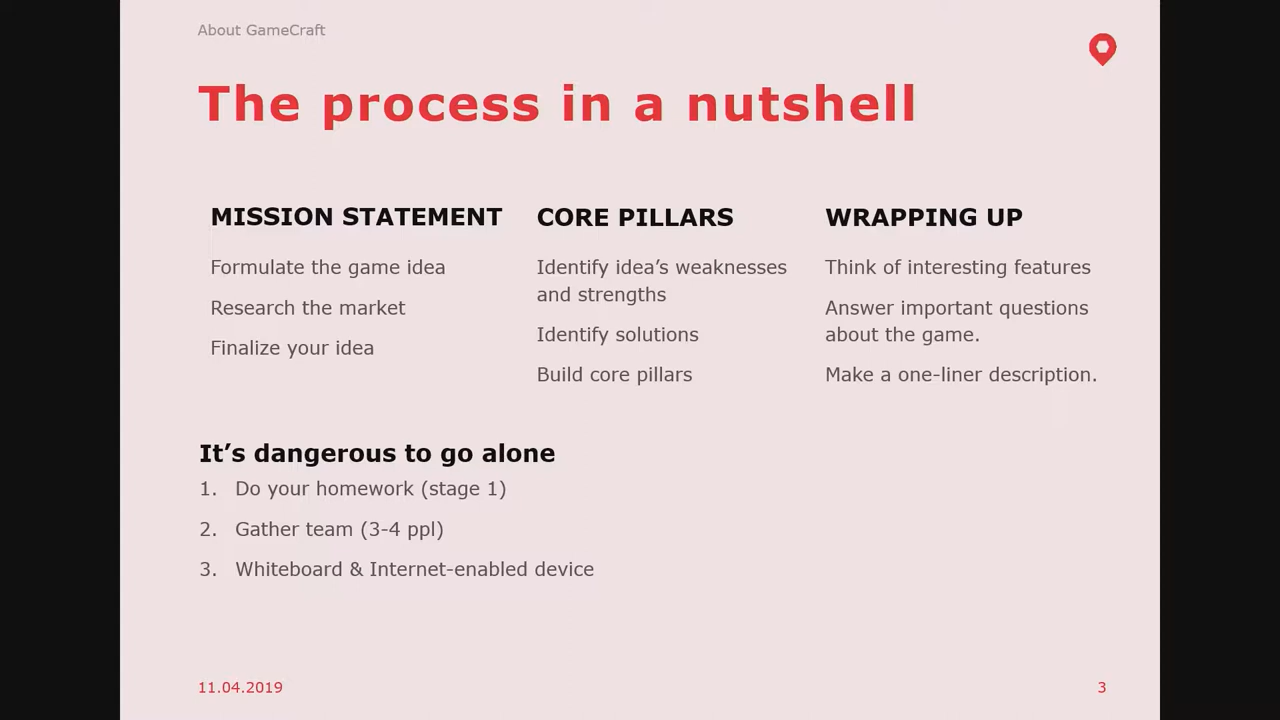 About GameCraft
The process in a nutshell
MISSION STATEMENT
Formulate the game idea
Research the market
Finalize your idea
CORE PILLARS
Identify idea’s weaknesses
and strengths
Identify solutions
Build core pillars
WRAPPING UP
Think of interesting features
Answer important questions
about the game.
Make a one-liner description.
It’s dangerous to go alone
1. Do your homework (stage 1)
2. Gather team (3-4 ppl)
3. Whiteboard & Internet-enabled device
11.04.2019
3